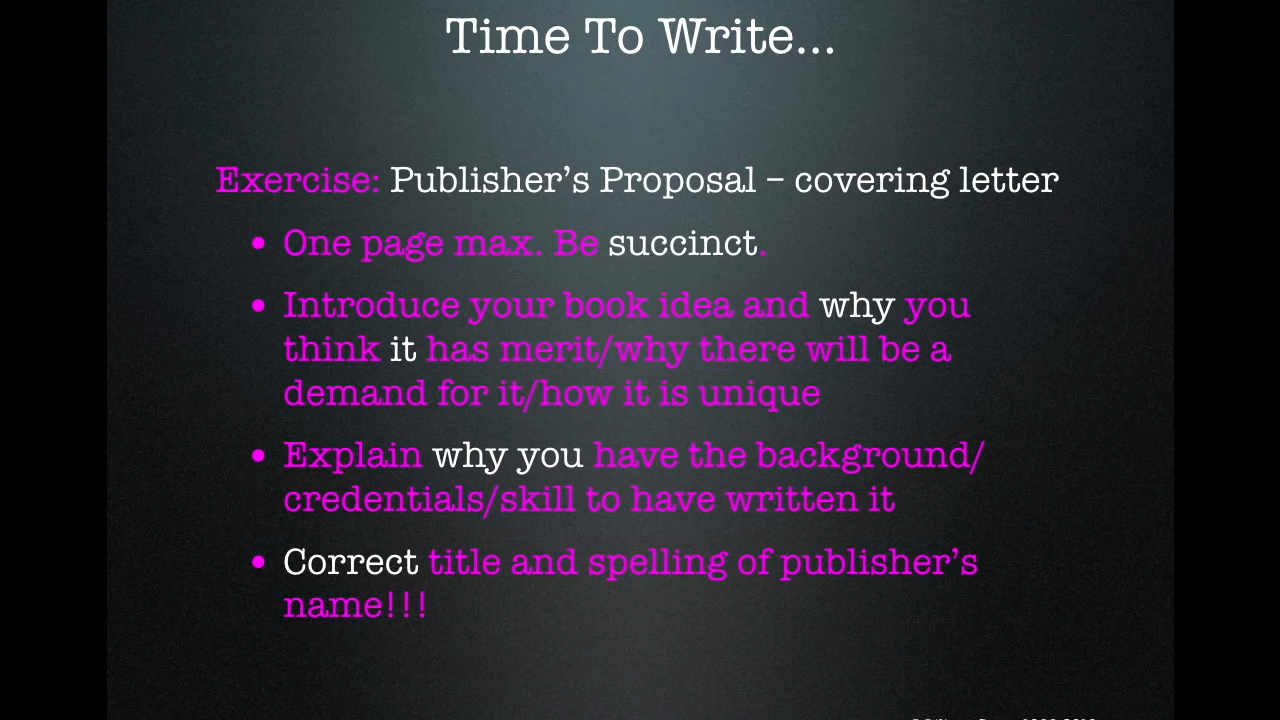 Time To Write...
Exercise: Publisher's Proposal – covering letter
• One page max. Be succinct.
• Introduce your book idea and why you
think it has merit/why there will be a
demand for it/how it is unique
• Explain why you have the background/
credentials/skill to have written it
• Correct title and spelling of publisher's
name!!!